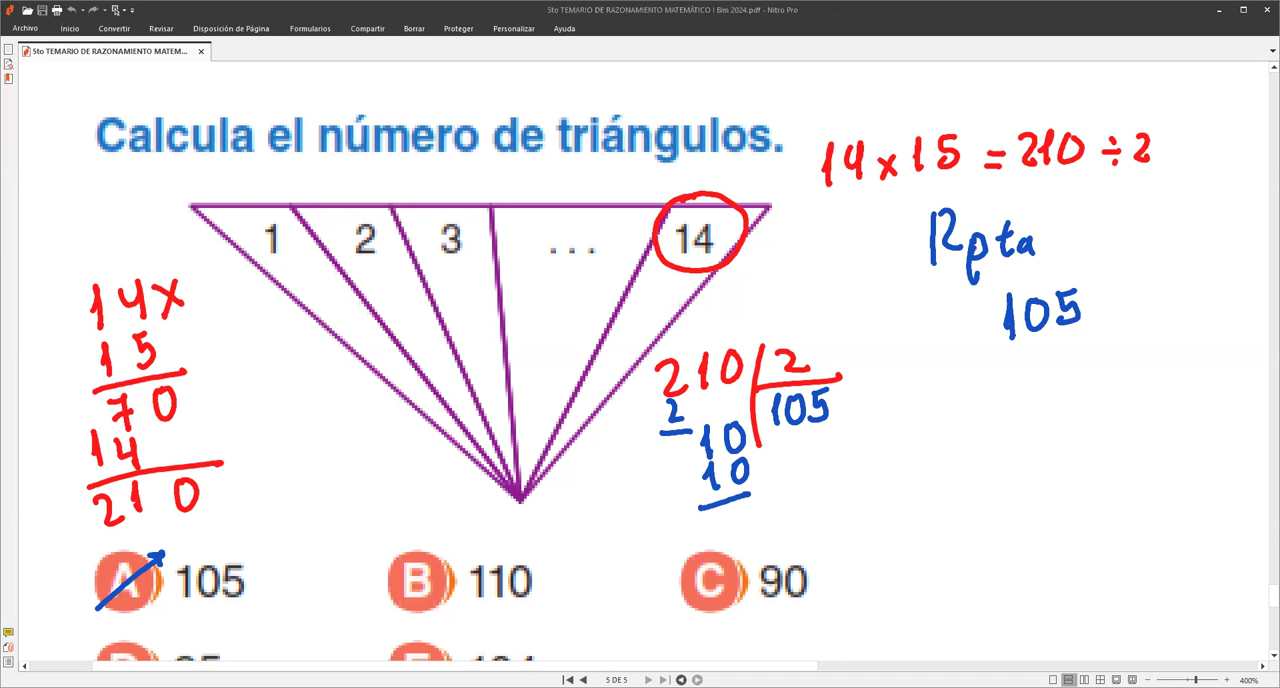 5to TEMARIO DE RAZONAMIENTO MATEMÁTICO I Bim 2024.pdf - Nitro Pro
Archivo Inicio Convertir Revisar Disposición de Página Formularios Compartir Borrar Proteger Personalizar Ayuda
5to TEMARIO DE RAZONAMIENTO MATEM...
Calcula el número de triángulos.
14 x 15 = 210 ÷ 2
Rpta
105
1 2 3 ... 14
14 x
15
70
14
210
210 2
2 105
10
10
A) 105 B) 110 C) 90
5 DE 5
400%